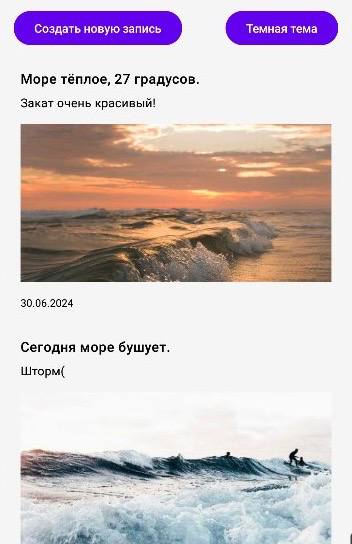 Создать новую запись
Темная тема
Море тёплое, 27 градусов.
Закат очень красивый!
30.06.2024
Сегодня море бушует.
Шторм(